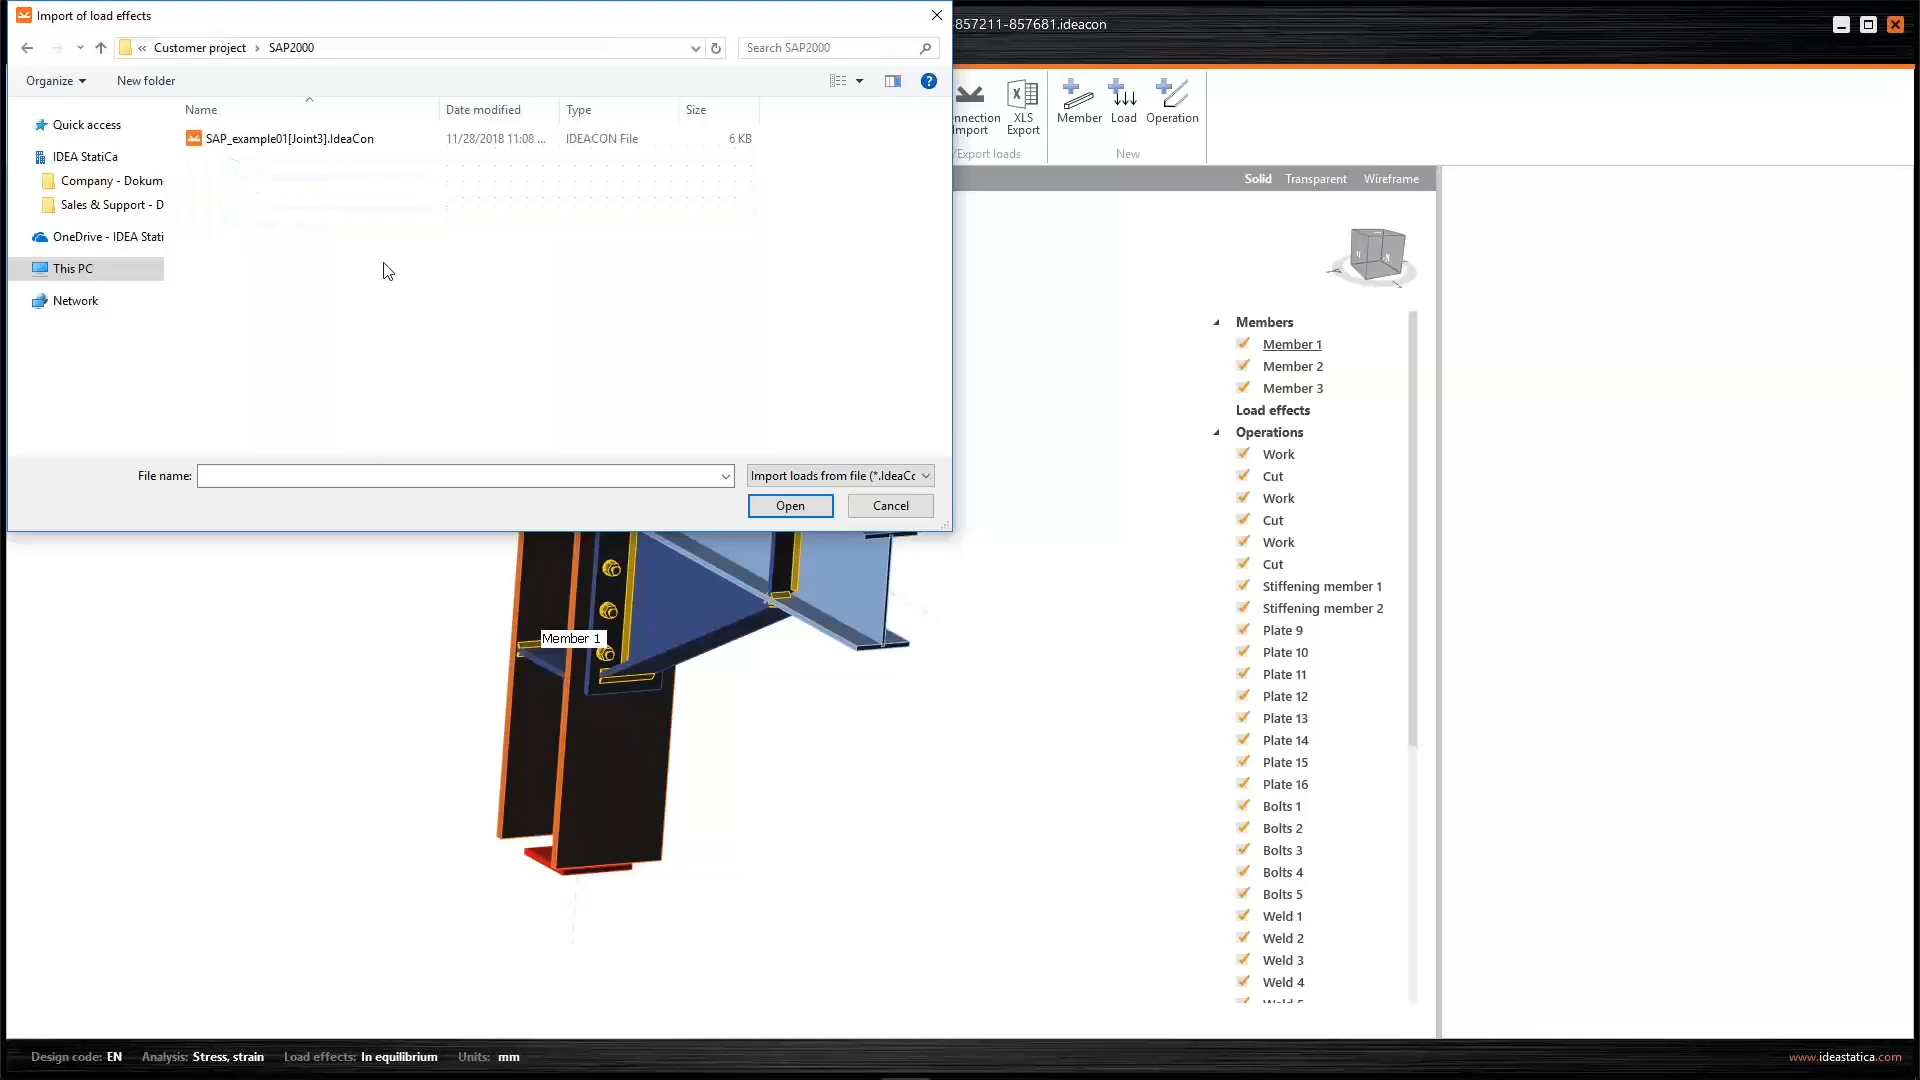 Import of load effects
-857211-857681.ideacon
« Customer project > SAP2000
Search SAP2000
Organize
New folder
Name
Date modified
Type
Size
SAP_example01[Joint3].IdeaCon
11/28/2018 11:08 ...
IDEACON File
6 KB
Quick access
IDEA StatiCa
Company - Dokum
Sales & Support - D
OneDrive - IDEA Stati
This PC
Network
File name:
Import loads from file (*.IdeaCc
Open
Cancel
nnection
Import
XLS
Export
/Export loads
Member
Load
Operation
New
Solid
Transparent
Wireframe
Members
Member 1
Member 2
Member 3
Load effects
Operations
Work
Cut
Work
Cut
Work
Cut
Stiffening member 1
Stiffening member 2
Plate 9
Plate 10
Plate 11
Plate 12
Plate 13
Plate 14
Plate 15
Plate 16
Bolts 1
Bolts 2
Bolts 3
Bolts 4
Bolts 5
Weld 1
Weld 2
Weld 3
Weld 4
Member 1
Design code: EN
Analysis: Stress, strain
Load effects: In equilibrium
Units: mm
www.ideastatica.com